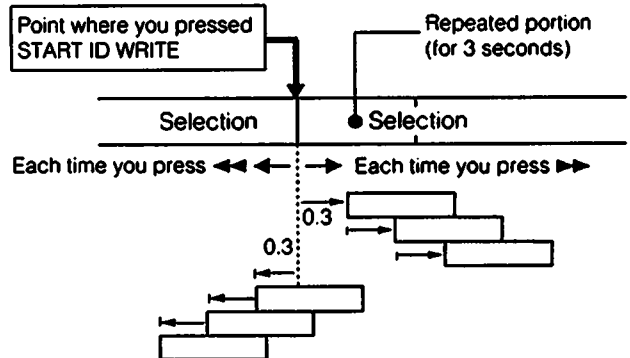 Point where you pressed
START ID WRITE
Repeated portion
(for 3 seconds)
Selection
Selection
Each time you press ◀◀
Each time you press ▶▶
0.3
0.3